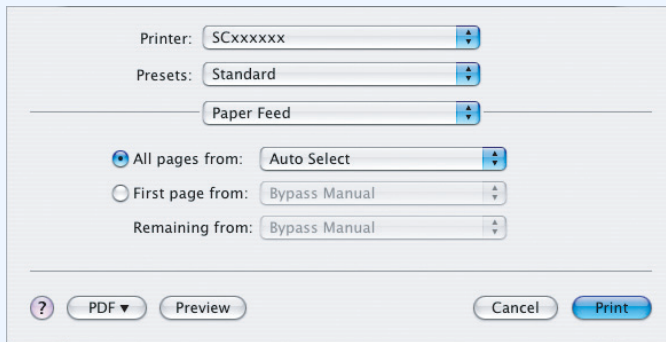 Printer: SCxxxxxx
Presets: Standard
Paper Feed
All pages from: Auto Select
First page from: Bypass Manual
Remaining from: Bypass Manual
? PDF ▼ Preview Cancel Print